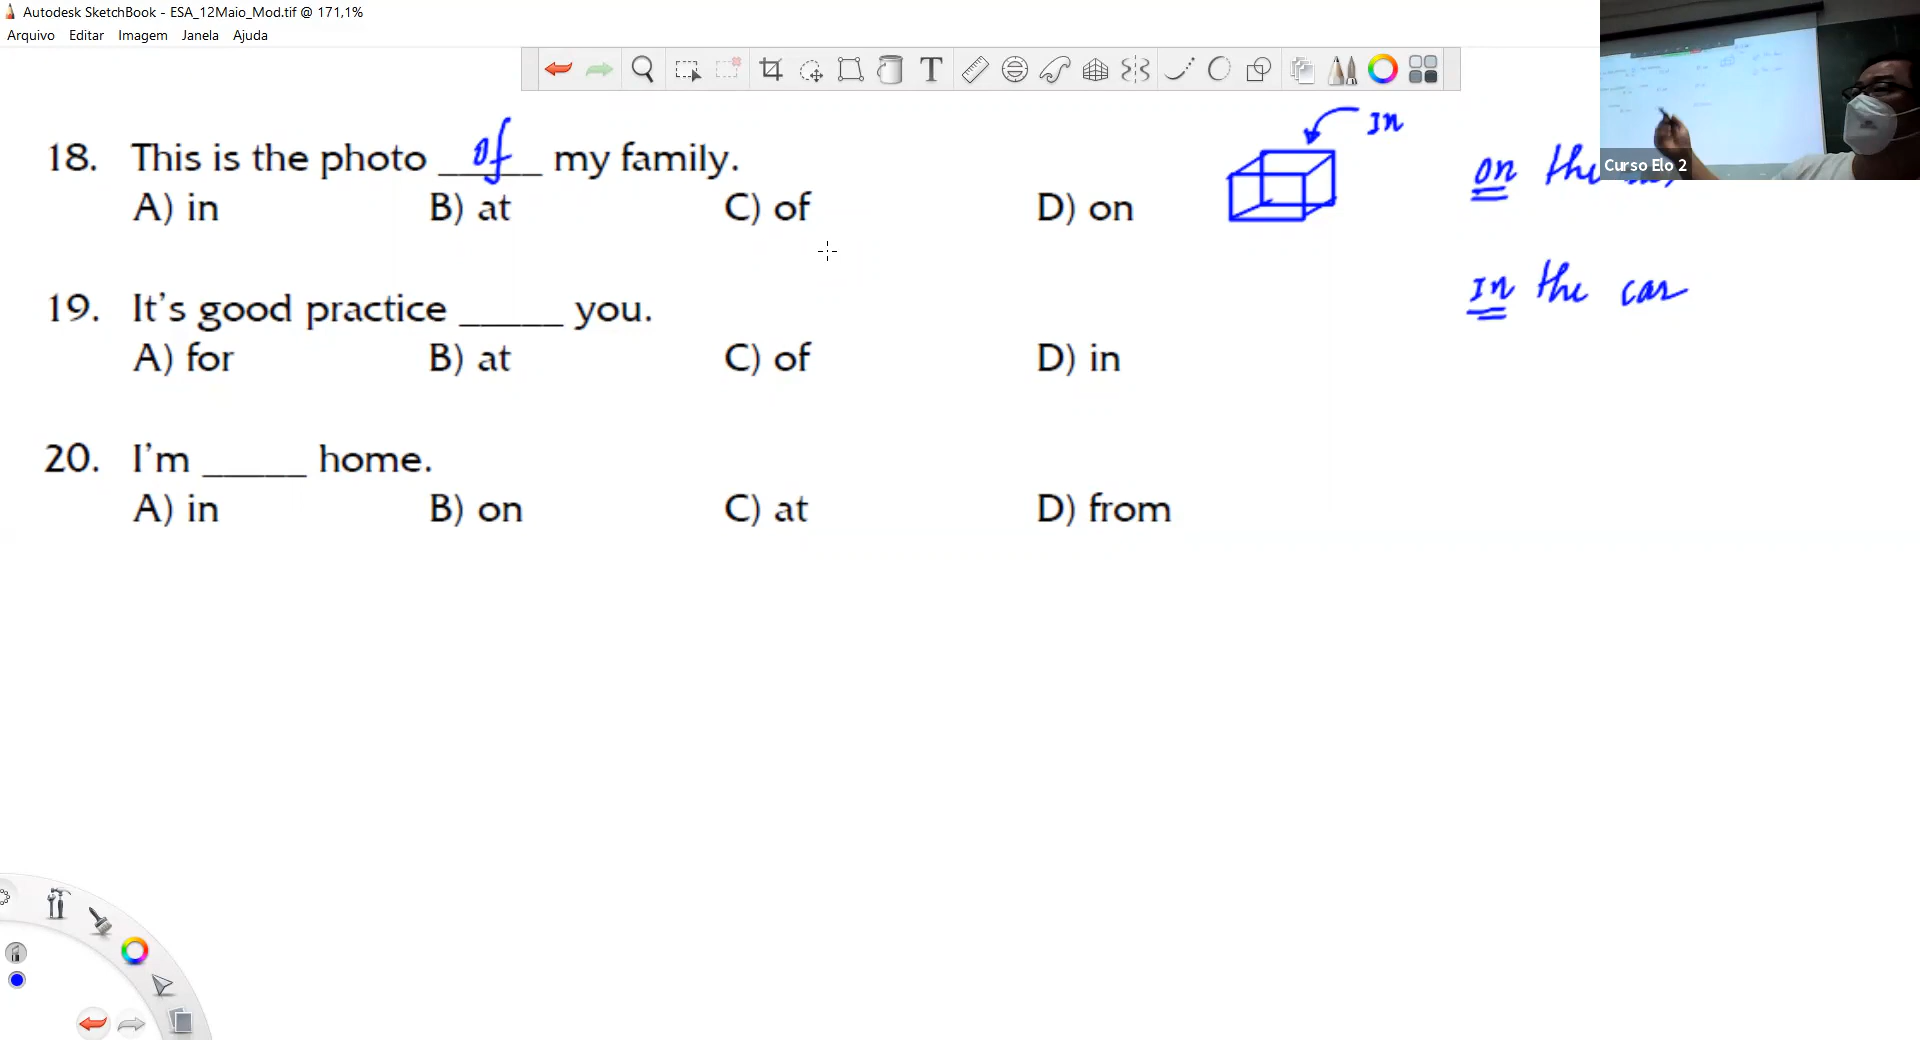 Autodesk SketchBook - ESA_12Maio_Mod.tif @ 171,1%
Arquivo Editar Imagem Janela Ajuda
T
In
18. This is the photo of my family.
A) in B) at C) of D) on
on the
Curso Elo 2
in the car
19. It's good practice _____ you.
A) for B) at C) of D) in
20. I'm _____ home.
A) in B) on C) at D) from